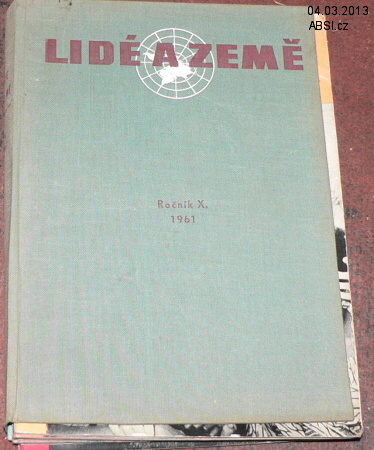 04.03.2013
ABSI.cz
LIDÉ A ZEMĚ
Ročník X.
1961